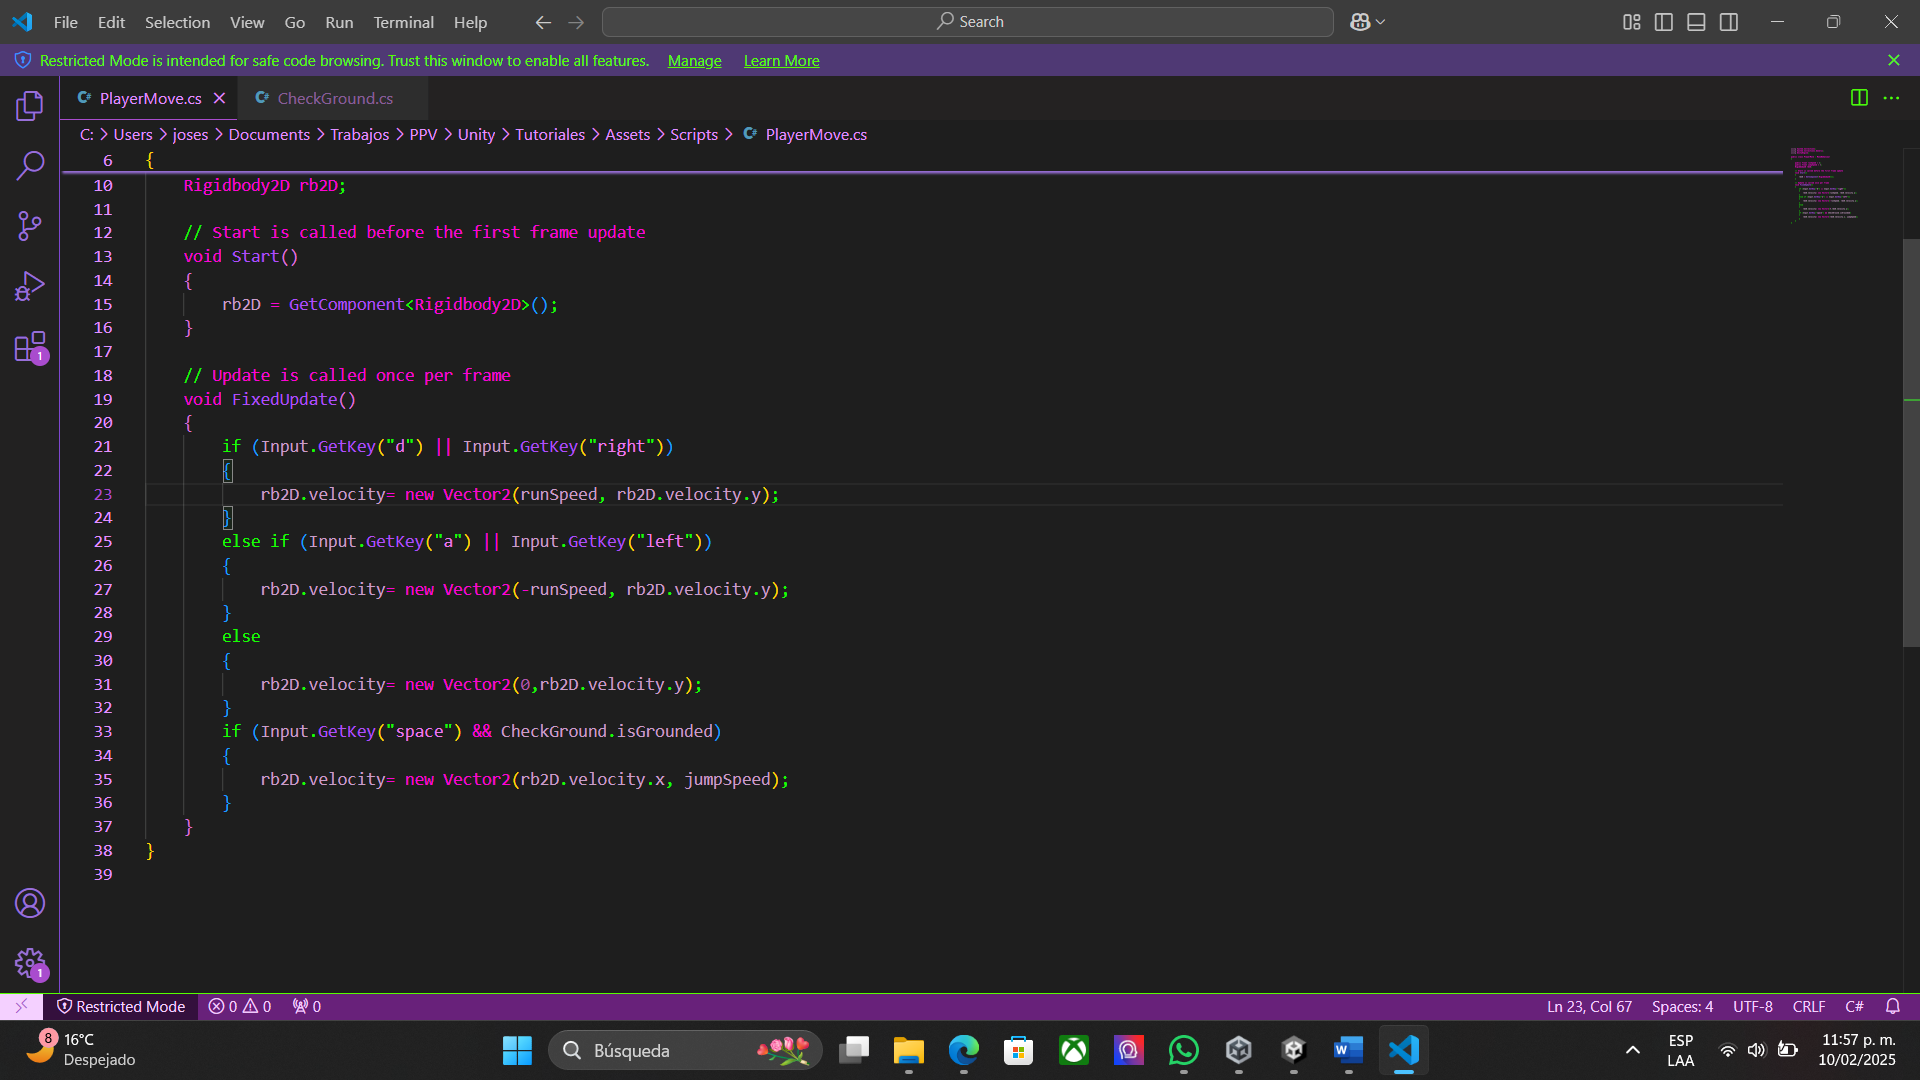 File Edit Selection View Go Run Terminal Help Search
Restricted Mode is intended for safe code browsing. Trust this window to enable all features. Manage Learn More
PlayerMove.cs CheckGround.cs
C: > Users > joses > Documents > Trabajos > PPV > Unity > Tutoriales > Assets > Scripts > PlayerMove.cs
6 {
10 Rigidbody2D rb2D;
11
12 // Start is called before the first frame update
13 void Start()
14 {
15 rb2D = GetComponent<Rigidbody2D>();
16 }
17
18 // Update is called once per frame
19 void FixedUpdate()
20 {
21 if (Input.GetKey("d") || Input.GetKey("right"))
22 {
23 rb2D.velocity= new Vector2(runSpeed, rb2D.velocity.y);
24 }
25 else if (Input.GetKey("a") || Input.GetKey("left"))
26 {
27 rb2D.velocity= new Vector2(-runSpeed, rb2D.velocity.y);
28 }
29 else
30 {
31 rb2D.velocity= new Vector2(0,rb2D.velocity.y);
32 }
33 if (Input.GetKey("space") && CheckGround.isGrounded)
34 {
35 rb2D.velocity= new Vector2(rb2D.velocity.x, jumpSpeed);
36 }
37 }
38 }
39
1
1
Restricted Mode 0 0 0 Ln 23, Col 67 Spaces: 4 UTF-8 CRLF C#
8 16°C
Despejado
Búsqueda
ESP
LAA
11:57 p. m.
10/02/2025